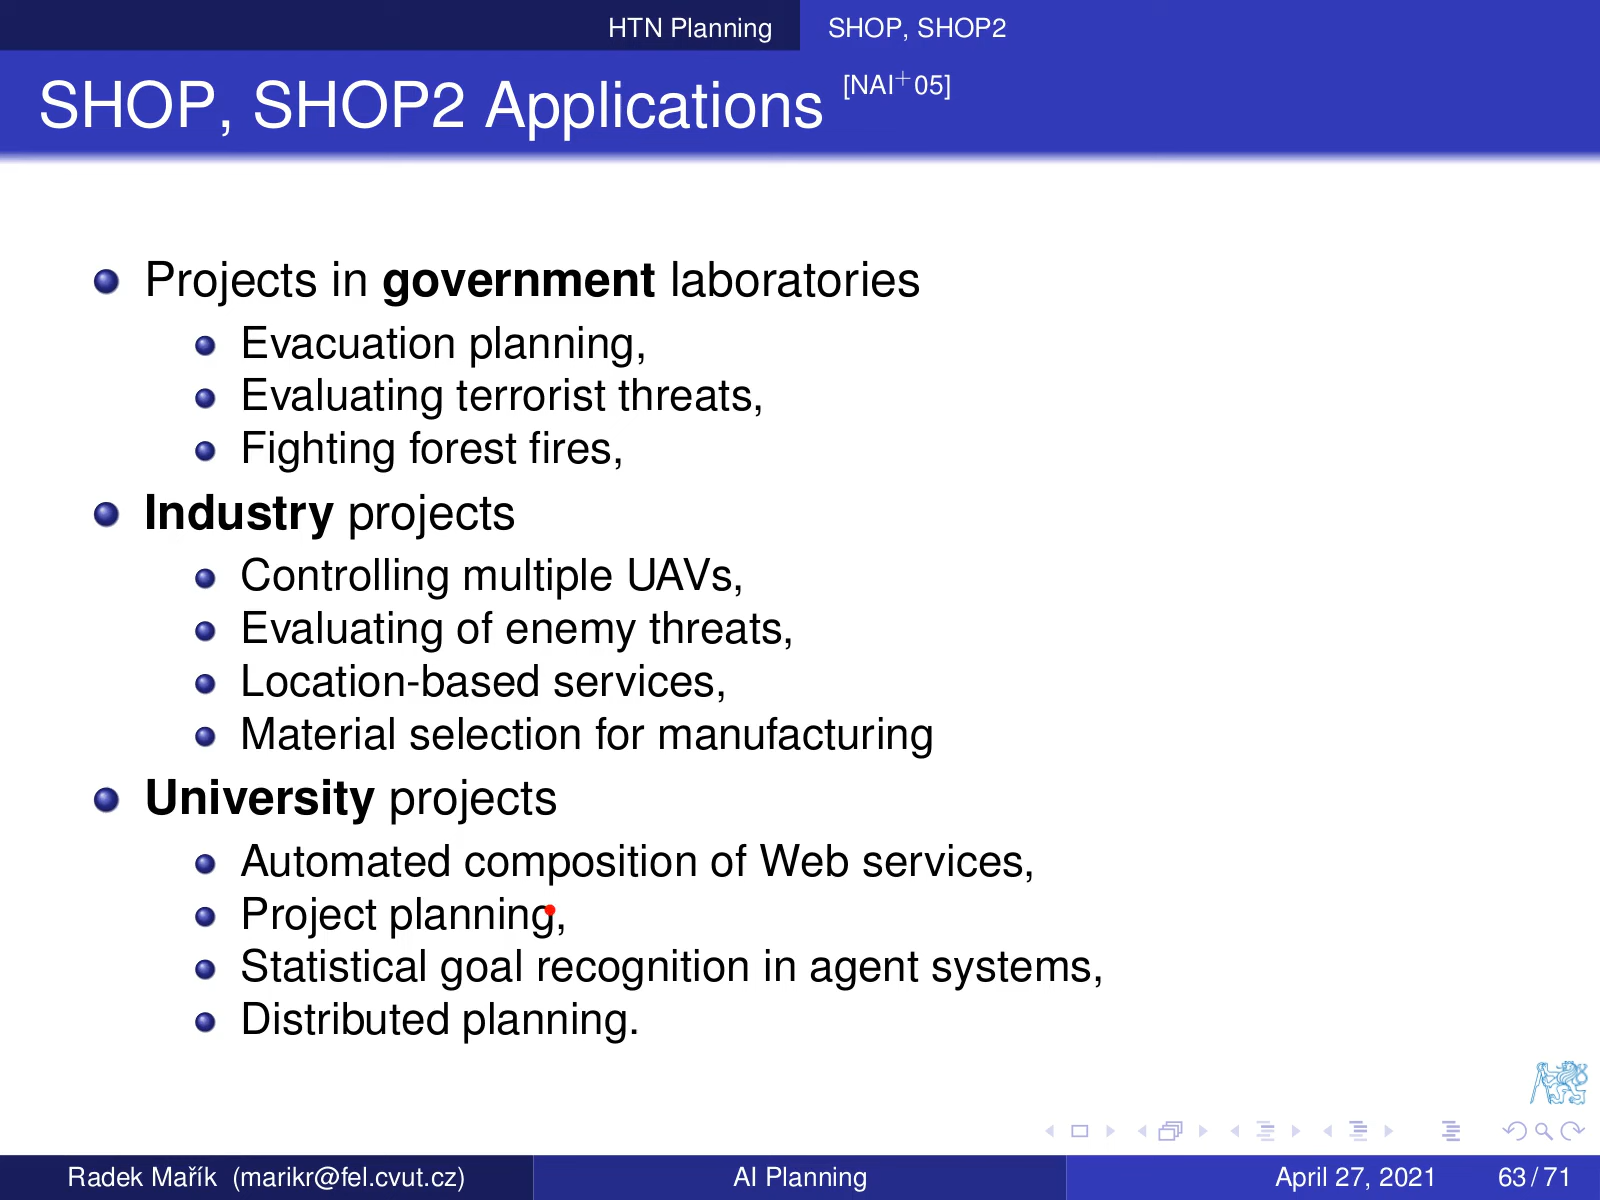 HTN Planning SHOP, SHOP2
SHOP, SHOP2 Applications [NAI+05]
Projects in government laboratories
Evacuation planning,
Evaluating terrorist threats,
Fighting forest fires,
Industry projects
Controlling multiple UAVs,
Evaluating of enemy threats,
Location-based services,
Material selection for manufacturing
University projects
Automated composition of Web services,
Project planning,
Statistical goal recognition in agent systems,
Distributed planning.
Radek Mařík (marikr@fel.cvut.cz) AI Planning April 27, 2021 63 / 71